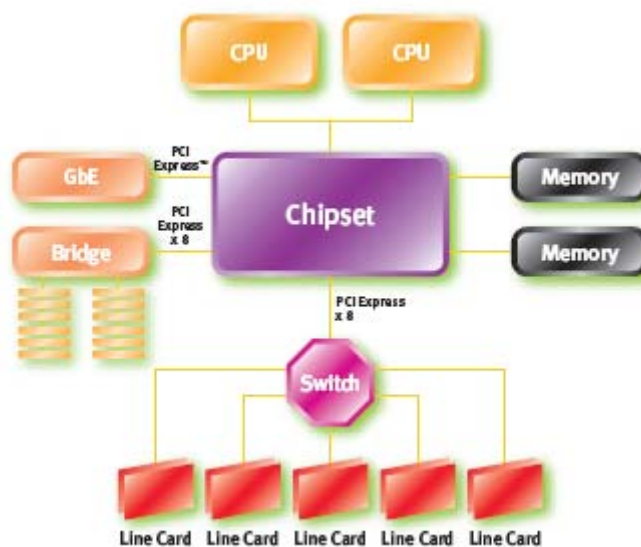 CPU
CPU
PCI
Express™
GbE
Chipset
Memory
PCI
Express
x 8
Bridge
Memory
PCI Express
x 8
Switch
Line Card
Line Card
Line Card
Line Card
Line Card